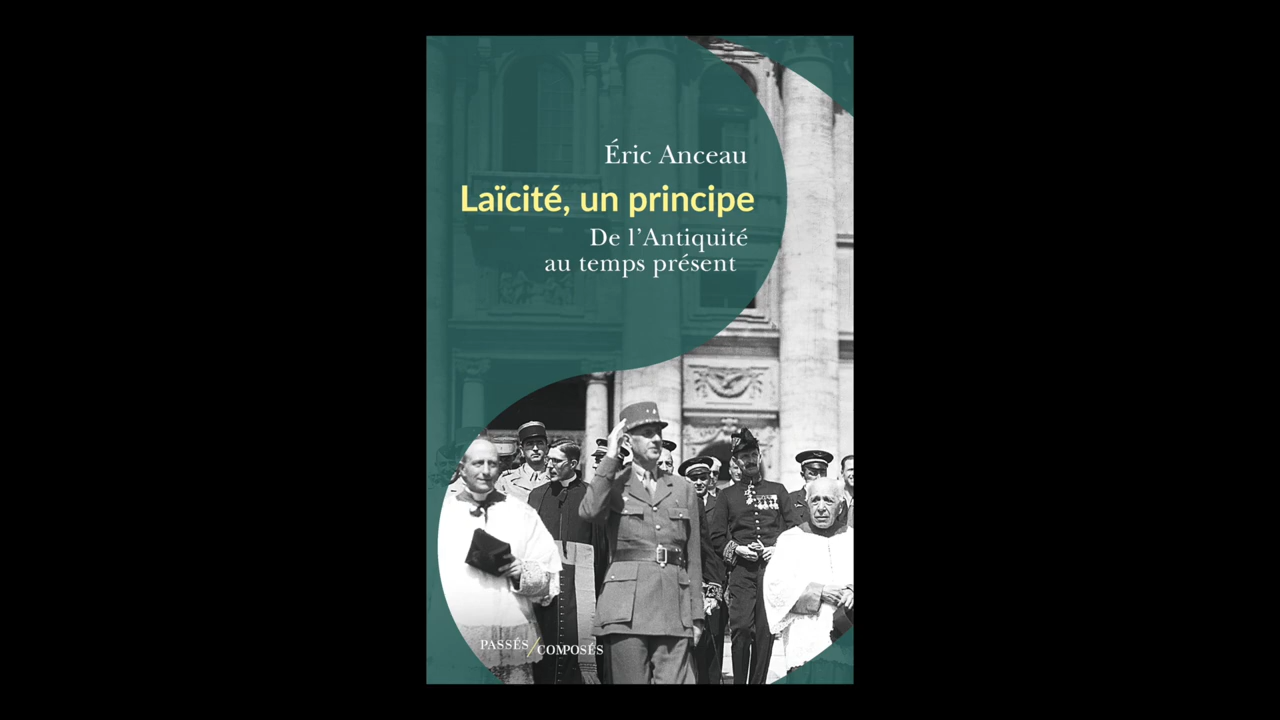 Éric Anceau
Laïcité, un principe
De l’Antiquité
au temps présent
PASSÉS/COMPOSÉS